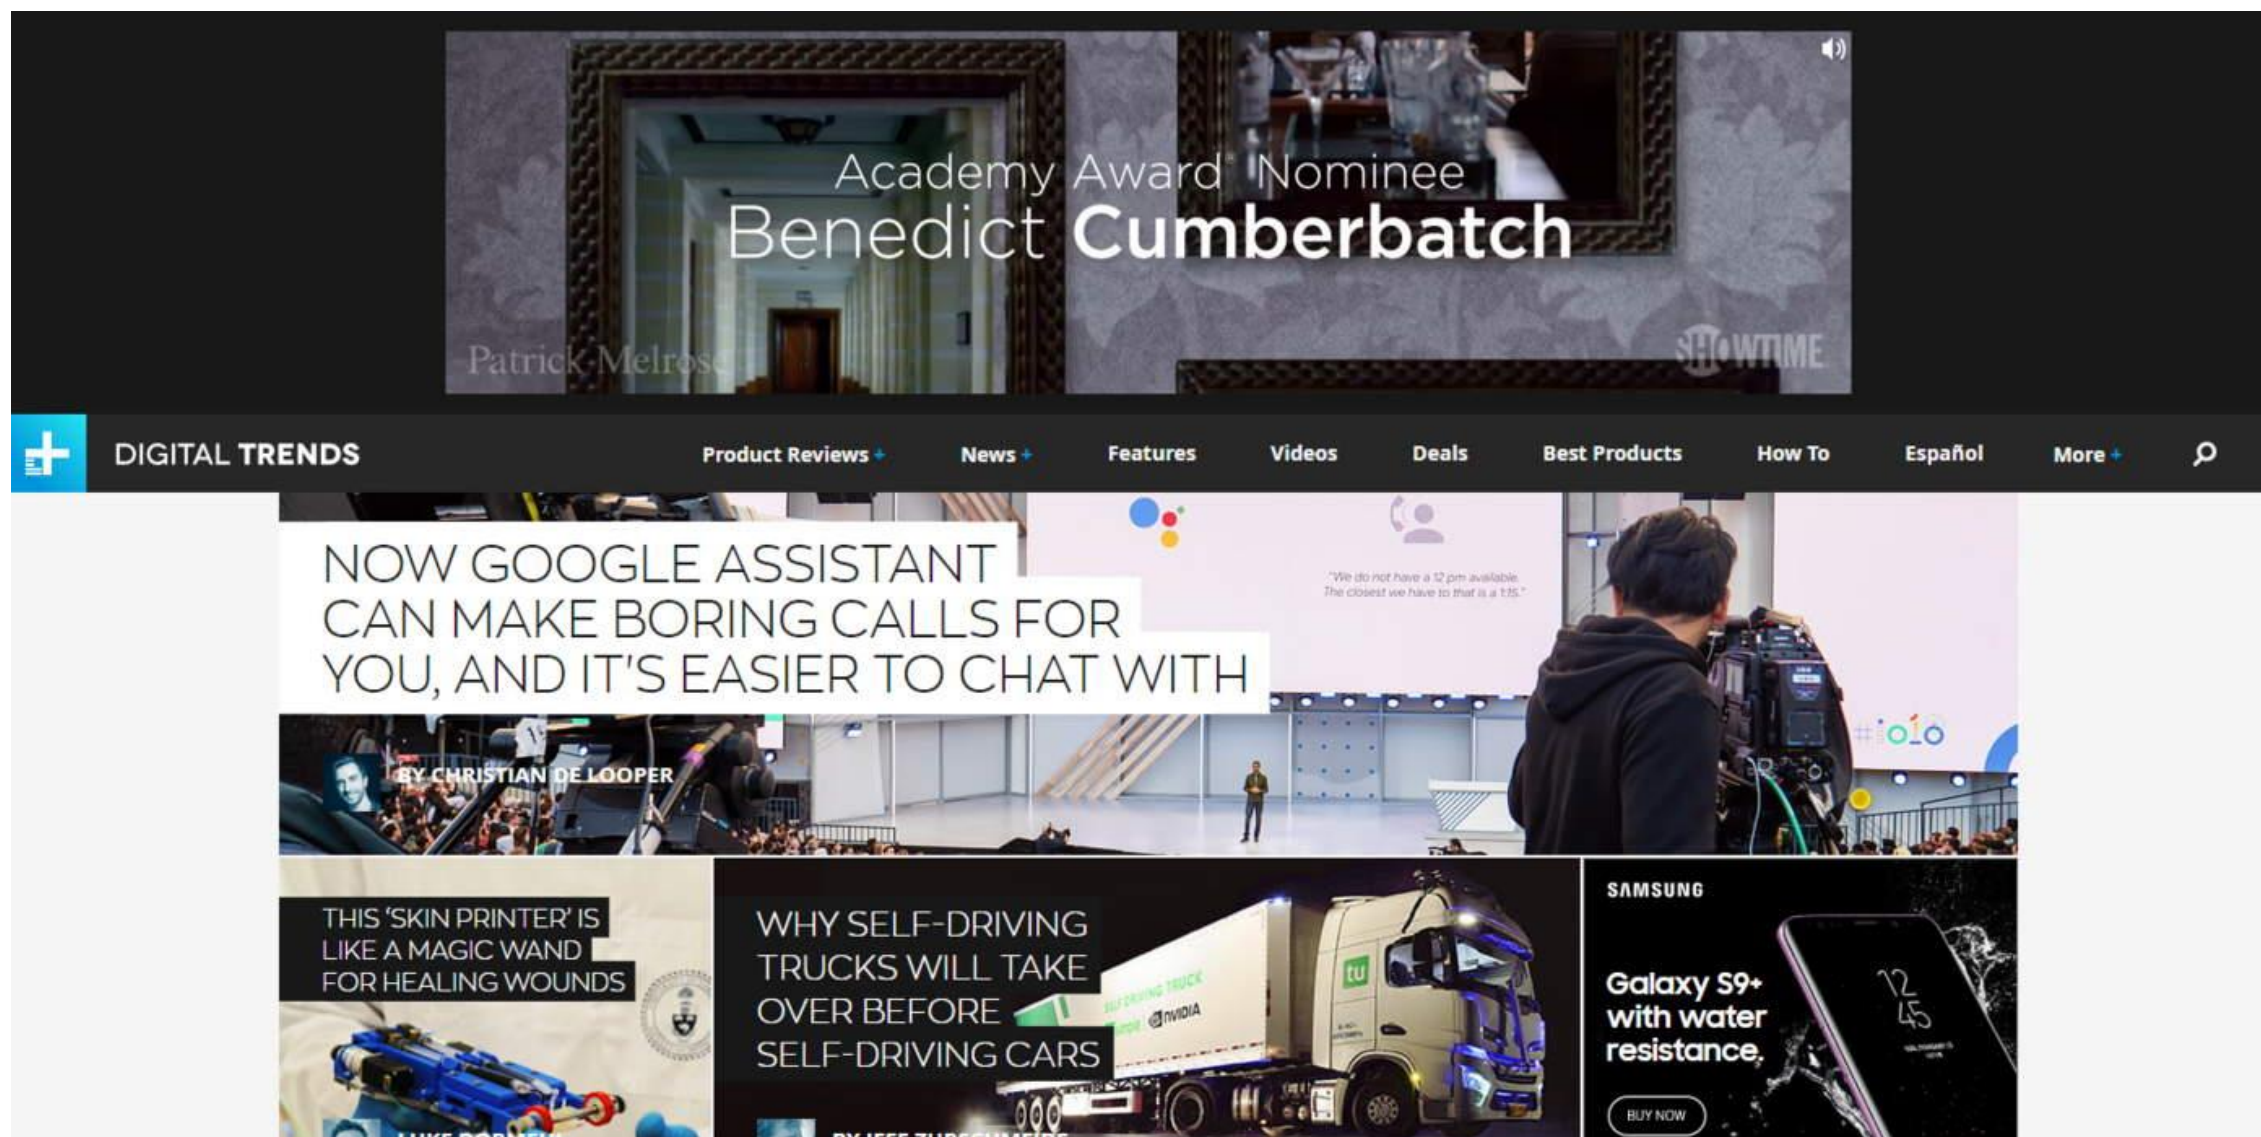 Academy Award Nominee
Benedict Cumberbatch
Patrick Melrose
SHOWTIME
DIGITAL TRENDS
Product Reviews +
News +
Features
Videos
Deals
Best Products
How To
Español
More +
NOW GOOGLE ASSISTANT
CAN MAKE BORING CALLS FOR
YOU, AND IT'S EASIER TO CHAT WITH
"We do not have a 12 pm available.
The closest we have to that is a 1:15."
#io18
BY CHRISTIAN DE LOOPER
THIS ‘SKIN PRINTER’ IS
LIKE A MAGIC WAND
FOR HEALING WOUNDS
WHY SELF-DRIVING
TRUCKS WILL TAKE
OVER BEFORE
SELF-DRIVING CARS
SELF DRIVING TRUCK
NVIDIA
tu
SAMSUNG
Galaxy S9+
with water
resistance.
12
45
BUY NOW